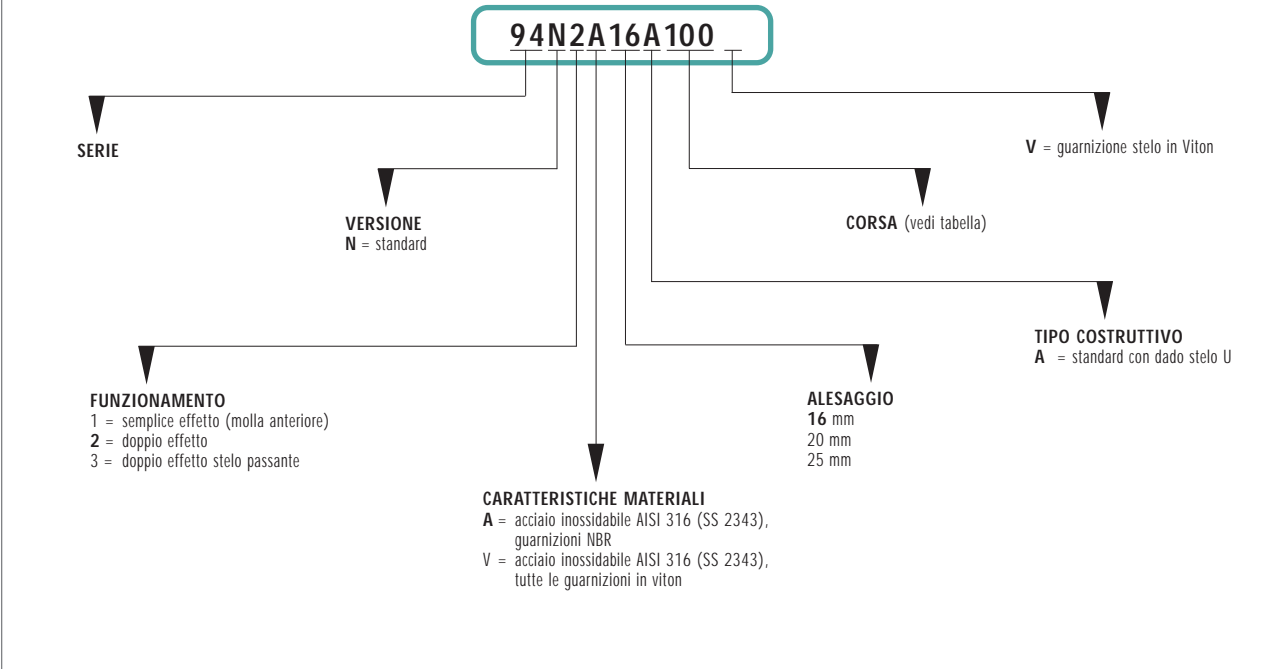 94N2A16A100 _
SERIE
V = guarnizione stelo in Viton
VERSIONE
N = standard
CORSA (vedi tabella)
TIPO COSTRUTTIVO
A = standard con dado stelo U
FUNZIONAMENTO
1 = semplice effetto (molla anteriore)
2 = doppio effetto
3 = doppio effetto stelo passante
ALESAGGIO
16 mm
20 mm
25 mm
CARATTERISTICHE MATERIALI
A = acciaio inossidabile AISI 316 (SS 2343),
guarnizioni NBR
V = acciaio inossidabile AISI 316 (SS 2343),
tutte le guarnizioni in viton